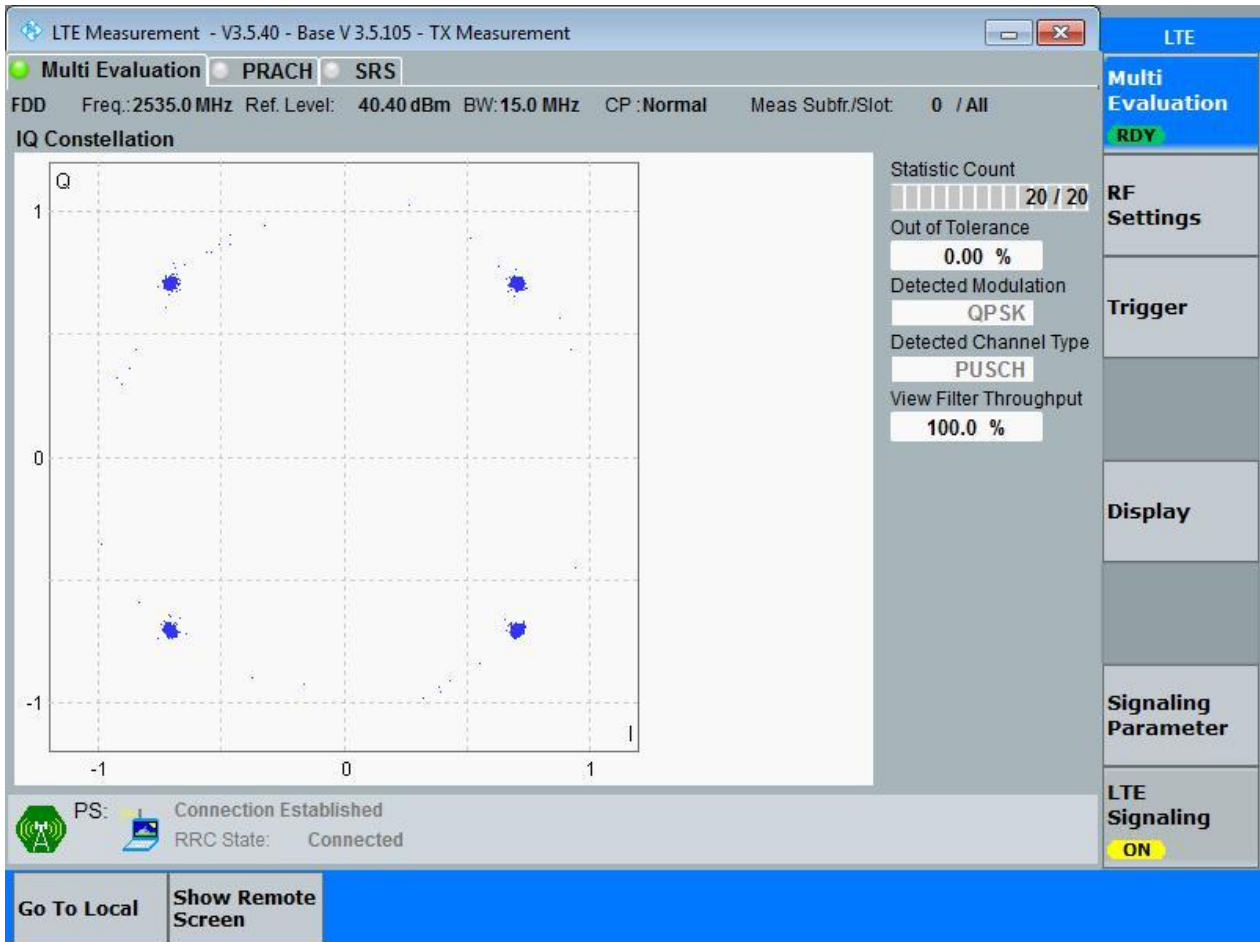 LTE Measurement - V3.5.40 - Base V 3.5.105 - TX Measurement
LTE
Multi Evaluation PRACH SRS
Multi
Evaluation
RDY
FDD Freq.: 2535.0 MHz Ref. Level: 40.40 dBm BW: 15.0 MHz CP : Normal Meas Subfr./Slot: 0 / All
IQ Constellation
Q
1
0
-1
I
-1 0 1
Statistic Count
20 / 20
Out of Tolerance
0.00 %
Detected Modulation
QPSK
Detected Channel Type
PUSCH
View Filter Throughput
100.0 %
RF
Settings
Trigger
Display
Signaling
Parameter
LTE
Signaling
ON
PS: Connection Established
RRC State: Connected
Go To Local
Show Remote
Screen